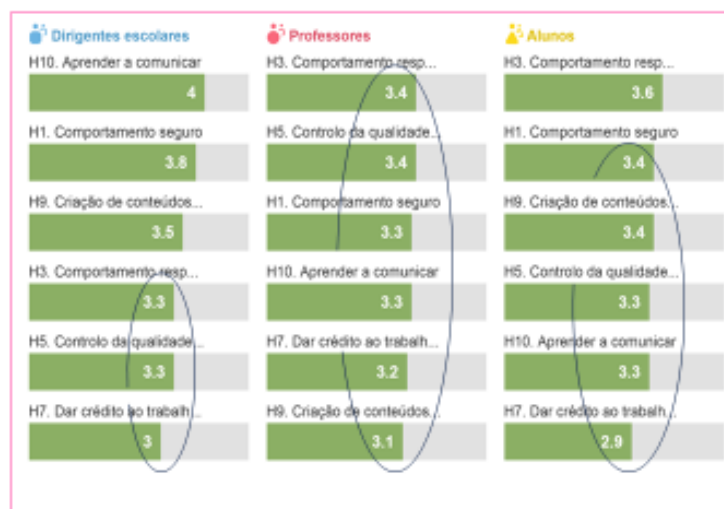 Dirigentes escolares
H10. Aprender a comunicar
4
H1. Comportamento seguro
3.8
H9. Criação de conteúdos...
3.5
H3. Comportamento resp...
3.3
H5. Controlo da qualidade...
3.3
H7. Dar crédito ao trabalh...
3
Professores
H3. Comportamento resp...
3.4
H5. Controlo da qualidade...
3.4
H1. Comportamento seguro
3.3
H10. Aprender a comunicar
3.3
H7. Dar crédito ao trabalh...
3.2
H9. Criação de conteúdos...
3.1
Alunos
H3. Comportamento resp...
3.6
H1. Comportamento seguro
3.4
H9. Criação de conteúdos...
3.4
H5. Controlo da qualidade...
3.3
H10. Aprender a comunicar
3.3
H7. Dar crédito ao trabalh...
2.9